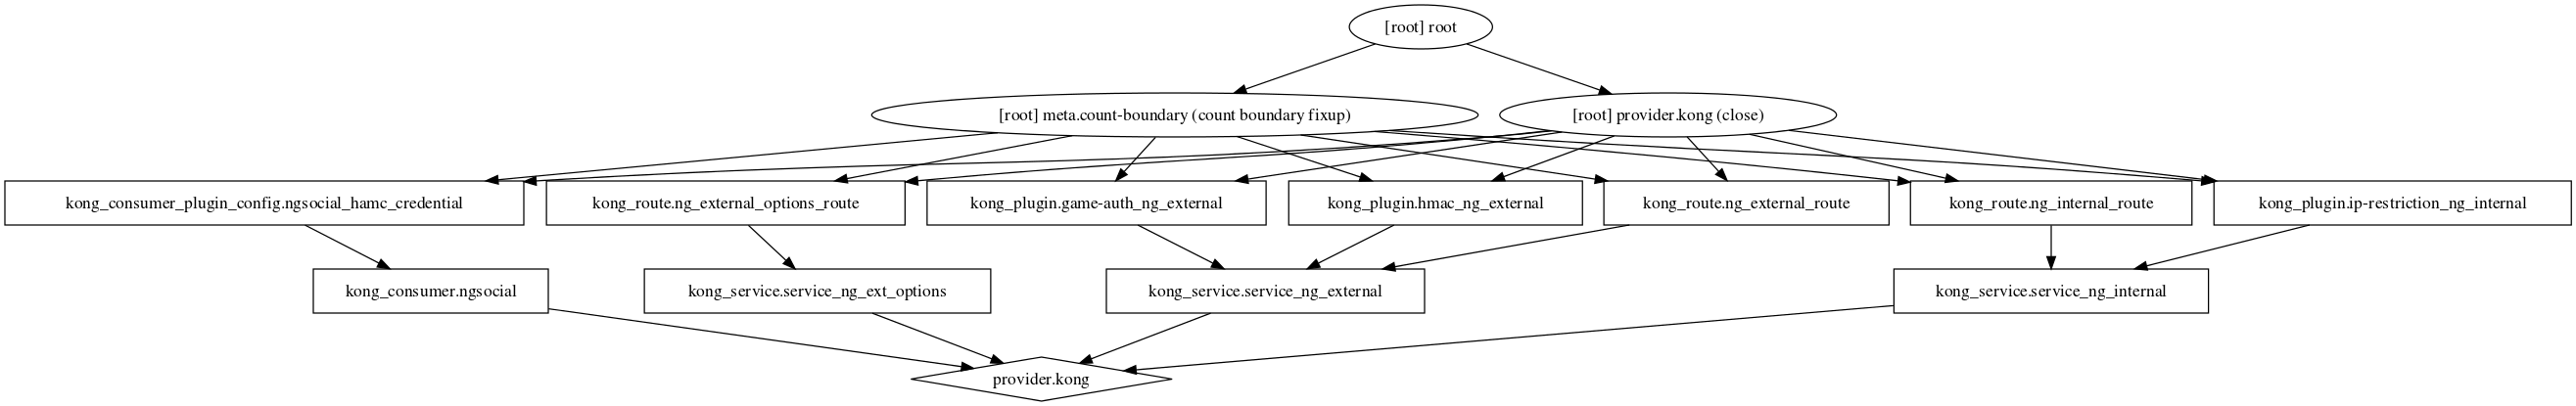 [root] root
[root] meta.count-boundary (count boundary fixup)
[root] provider.kong (close)
kong_consumer_plugin_config.ngsocial_hamc_credential
kong_route.ng_external_options_route
kong_plugin.game-auth_ng_external
kong_plugin.hmac_ng_external
kong_route.ng_external_route
kong_route.ng_internal_route
kong_plugin.ip-restriction_ng_internal
kong_consumer.ngsocial
kong_service.service_ng_ext_options
kong_service.service_ng_external
kong_service.service_ng_internal
provider.kong